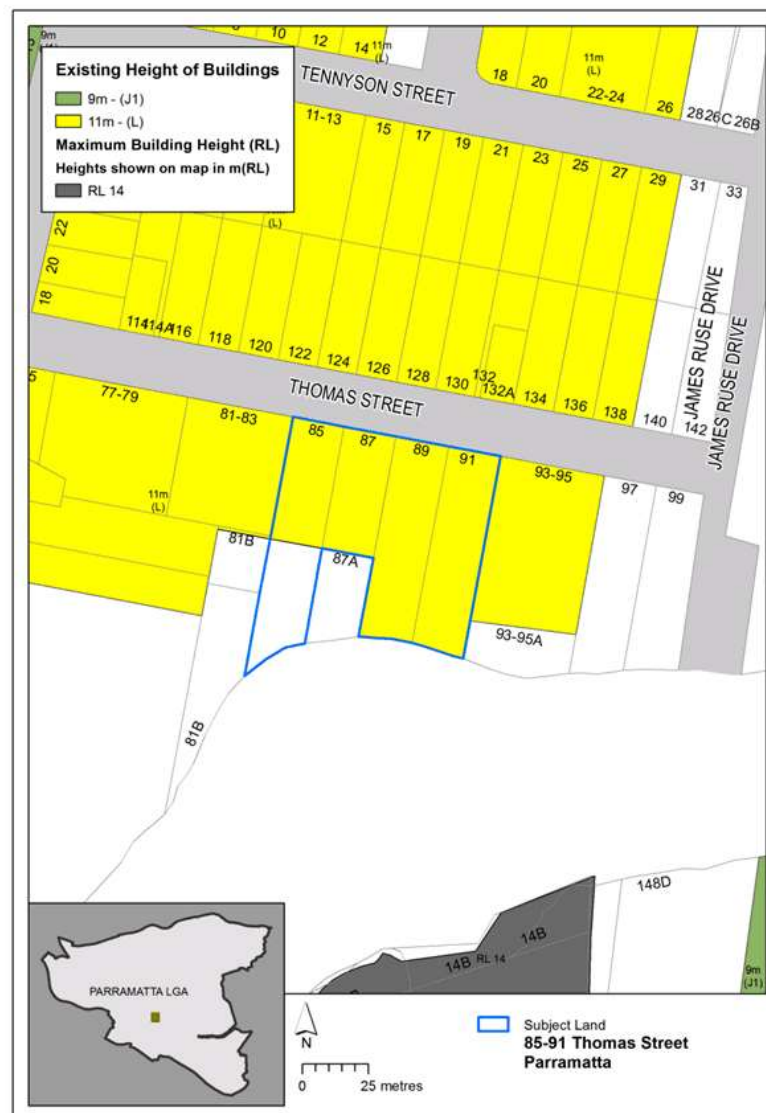 9m
(J1)
8
10
12
14
11m
(L)
18
20
11m
(L)
22-24
26
28
26C
26B
Existing Height of Buildings
9m - (J1)
11m - (L)
Maximum Building Height (RL)
Heights shown on map in m(RL)
RL 14
TENNYSON STREET
11-13
15
17
19
21
23
25
27
29
31
33
(L)
22
20
18
114
114A
116
118
120
122
124
126
128
130
132
132A
134
136
138
140
142
JAMES RUSE DRIVE
JAMES RUSE DRIVE
THOMAS STREET
5
77-79
81-83
85
87
89
91
93-95
97
99
11m
(L)
81B
87A
93-95A
81B
148D
14B
14B
RL 14
9m
(J1)
PARRAMATTA LGA
N
0
25 metres
Subject Land
85-91 Thomas Street
Parramatta